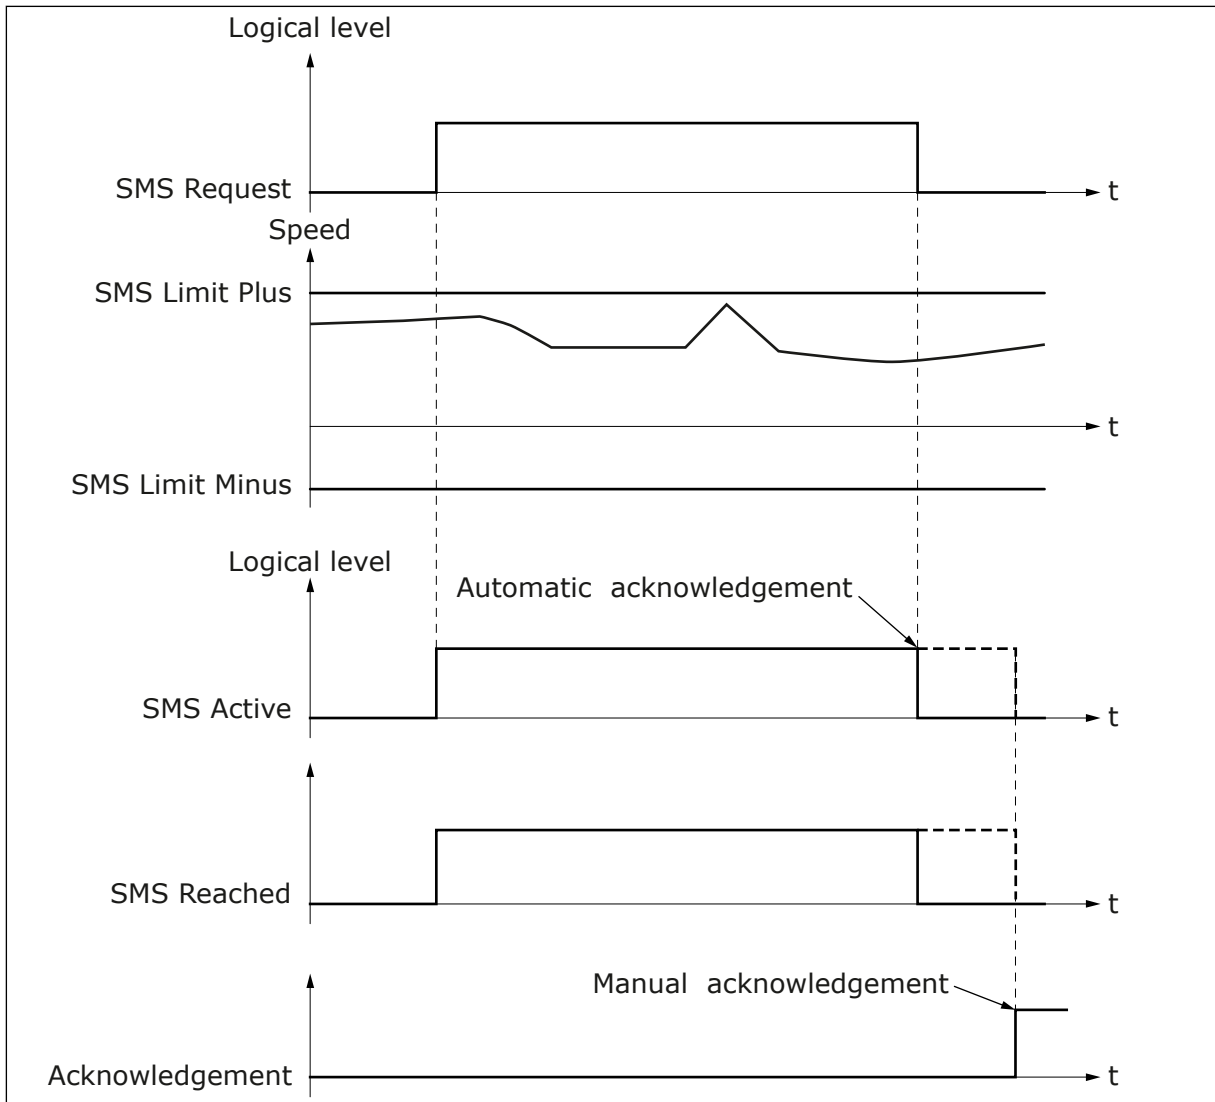 Logical level
SMS Request
t
Speed
SMS Limit Plus
t
SMS Limit Minus
Logical level
Automatic acknowledgement
SMS Active
t
SMS Reached
t
Manual acknowledgement
Acknowledgement
t